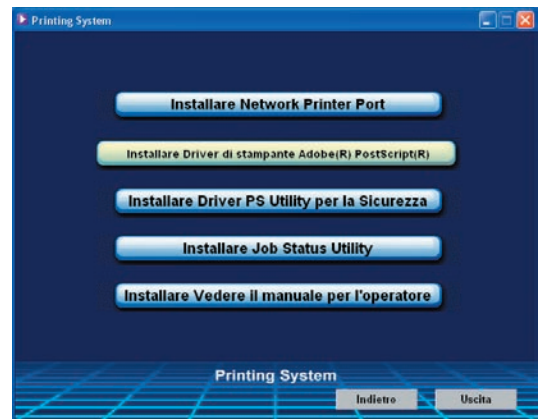 Printing System
Installare Network Printer Port
Installare Driver di stampante Adobe(R) PostScript(R)
Installare Driver PS Utility per la Sicurezza
Installare Job Status Utility
Installare Vedere il manuale per l'operatore
Printing System
Indietro
Uscita